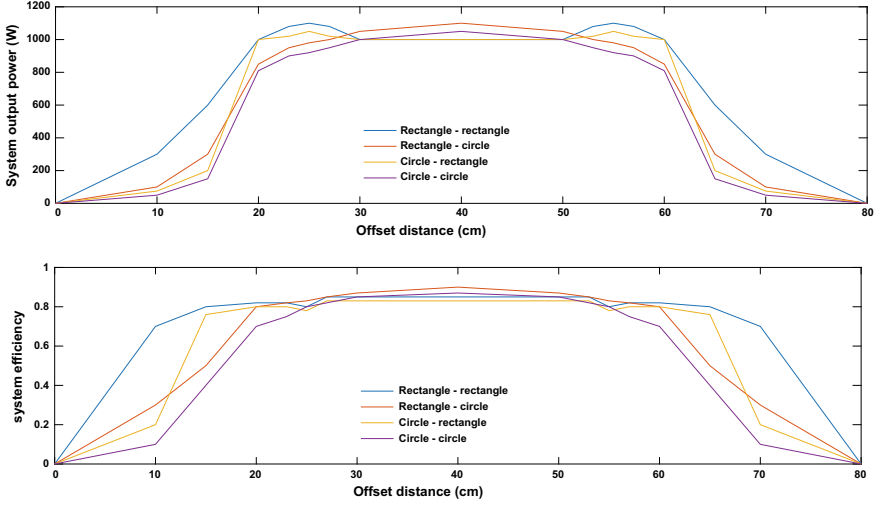 System output power (W)
1200
1000
800
600
400
200
0
Rectangle - rectangle
Rectangle - circle
Circle - rectangle
Circle - circle
0 10 20 30 40 50 60 70 80
Offset distance (cm)
system efficiency
1
0.8
0.6
0.4
0.2
0
Rectangle - rectangle
Rectangle - circle
Circle - rectangle
Circle - circle
0 10 20 30 40 50 60 70 80
Offset distance (cm)